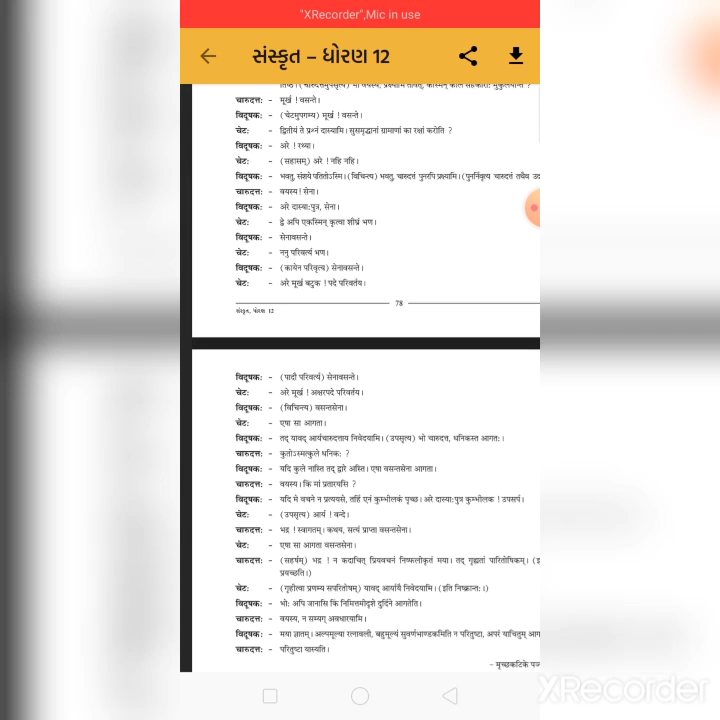 "XRecorder",Mic in use
સંસ્કૃત – ધોરણ 12
चारुदत्त: - मूर्ख ! वसन्ते।
विदूषक: - (चेटमुपगम्य) मूर्ख ! वसन्ते।
चेट: - द्वितीयं ते प्रश्नं दास्यामि। सुसमृद्धानां ग्रामाणां का रक्षां करोति ?
विदूषक: - अरे ! रथ्या।
चेट: - (सहासम्) अरे ! नहि नहि।
विदूषक: - भवतु, संशये पतितोऽस्मि। (विचिन्त्य) भवतु, चारुदत्तं पुनरपि प्रक्ष्यामि। (पुनर्निवृत्य चारुदत्तं तथैव उद
चारुदत्त: - वयस्य ! सेना।
विदूषक: - अरे दास्या:पुत्र, सेना।
चेट: - द्वे अपि एकस्मिन् कृत्वा शीघ्रं भण।
विदूषक: - सेनावसन्ते।
चेट: - ननु परिवर्त्य भण।
विदूषक: - (कायेन परिवृत्य) सेनावसन्ते।
चेट: - अरे मूर्ख बटुक ! पदे परिवर्तय।
78
સંસ્કૃત, ધોરણ 12
विदूषक: - (पादौ परिवर्त्य) सेनावसन्ते।
चेट: - अरे मूर्ख ! अक्षरपदे परिवर्तय।
विदूषक: - (विचिन्त्य) वसन्तसेना।
चेट: - एषा सा आगता।
विदूषक: - तद् यावद् आर्यचारुदत्ताय निवेदयामि। (उपसृत्य) भो चारुदत्त, धनिकस्त आगत:।
चारुदत्त: - कुतोऽस्मत्कुले धनिक: ?
विदूषक: - यदि कुले नास्ति तद् द्वारे अस्ति। एषा वसन्तसेना आगता।
चारुदत्त: - वयस्य। कि मां प्रतारयसि ?
विदूषक: - यदि मे वचने न प्रत्ययसे, तर्हि एनं कुम्भीलकं पृच्छ। अरे दास्या:पुत्र कुम्भीलक ! उपसर्प।
चेट: - (उपसृत्य) आर्य ! वन्दे।
चारुदत्त: - भद्र ! स्वागतम्। कथय, सत्यं प्राप्ता वसन्तसेना।
चेट: - एषा सा आगता वसन्तसेना।
चारुदत्त: - (सहर्षम्) भद्र ! न कदाचित् प्रियवचनं निष्फलीकृतं मया। तद् गृह्यतां पारितोषिकम्। (इ
प्रयच्छति।)
चेट: - (गृहीत्वा प्रणम्य सपरितोषम्) यावद् आर्यायै निवेदयामि। (इति निष्क्रान्त:।)
विदूषक: - भो: अपि जानासि कि निमित्तमीदृशे दुर्दिने आगतेति।
चारुदत्त: - वयस्य, न सम्यग् अवधारयामि।
विदूषक: - मया ज्ञातम्। अल्पमूल्या रत्नावली, बहुमूल्यं सुवर्णभाण्डकमिति न परितुष्टा, अपरं याचितुम् आग
चारुदत्त: - परितुष्टा यास्यति।
- मृच्छकटिके पञ्
XRecorder